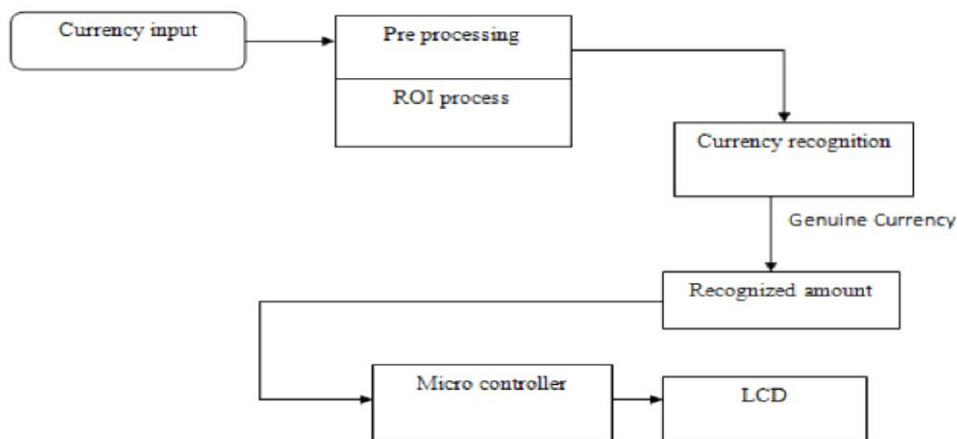 Currency input
Pre processing
ROI process
Currency recognition
Genuine Currency
Recognized amount
Micro controller
LCD